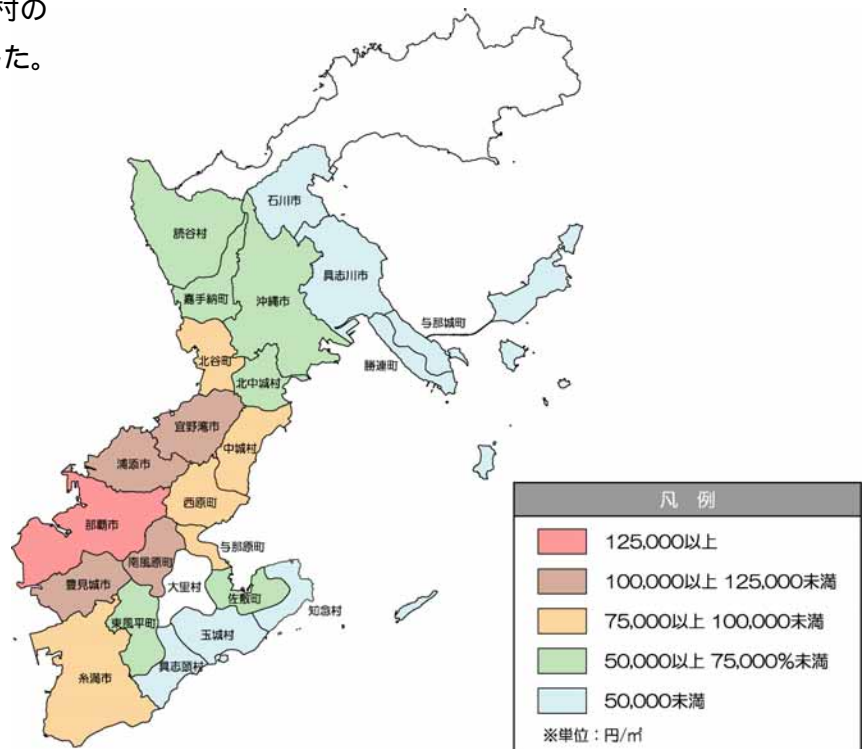 村の
た。
石川市
読谷村
具志川市
嘉手納町
沖縄市
与那城町
北谷町
勝連町
北中城村
宜野湾市
中城村
浦添市
西原町
那覇市
与那原町
南風原町
大里村
豊見城市
佐敷町
知念村
東風平町
玉城村
具志頭村
糸満市
凡 例
125,000以上
100,000以上 125,000未満
75,000以上 100,000未満
50,000以上 75,000%未満
50,000未満
※単位：円/㎡